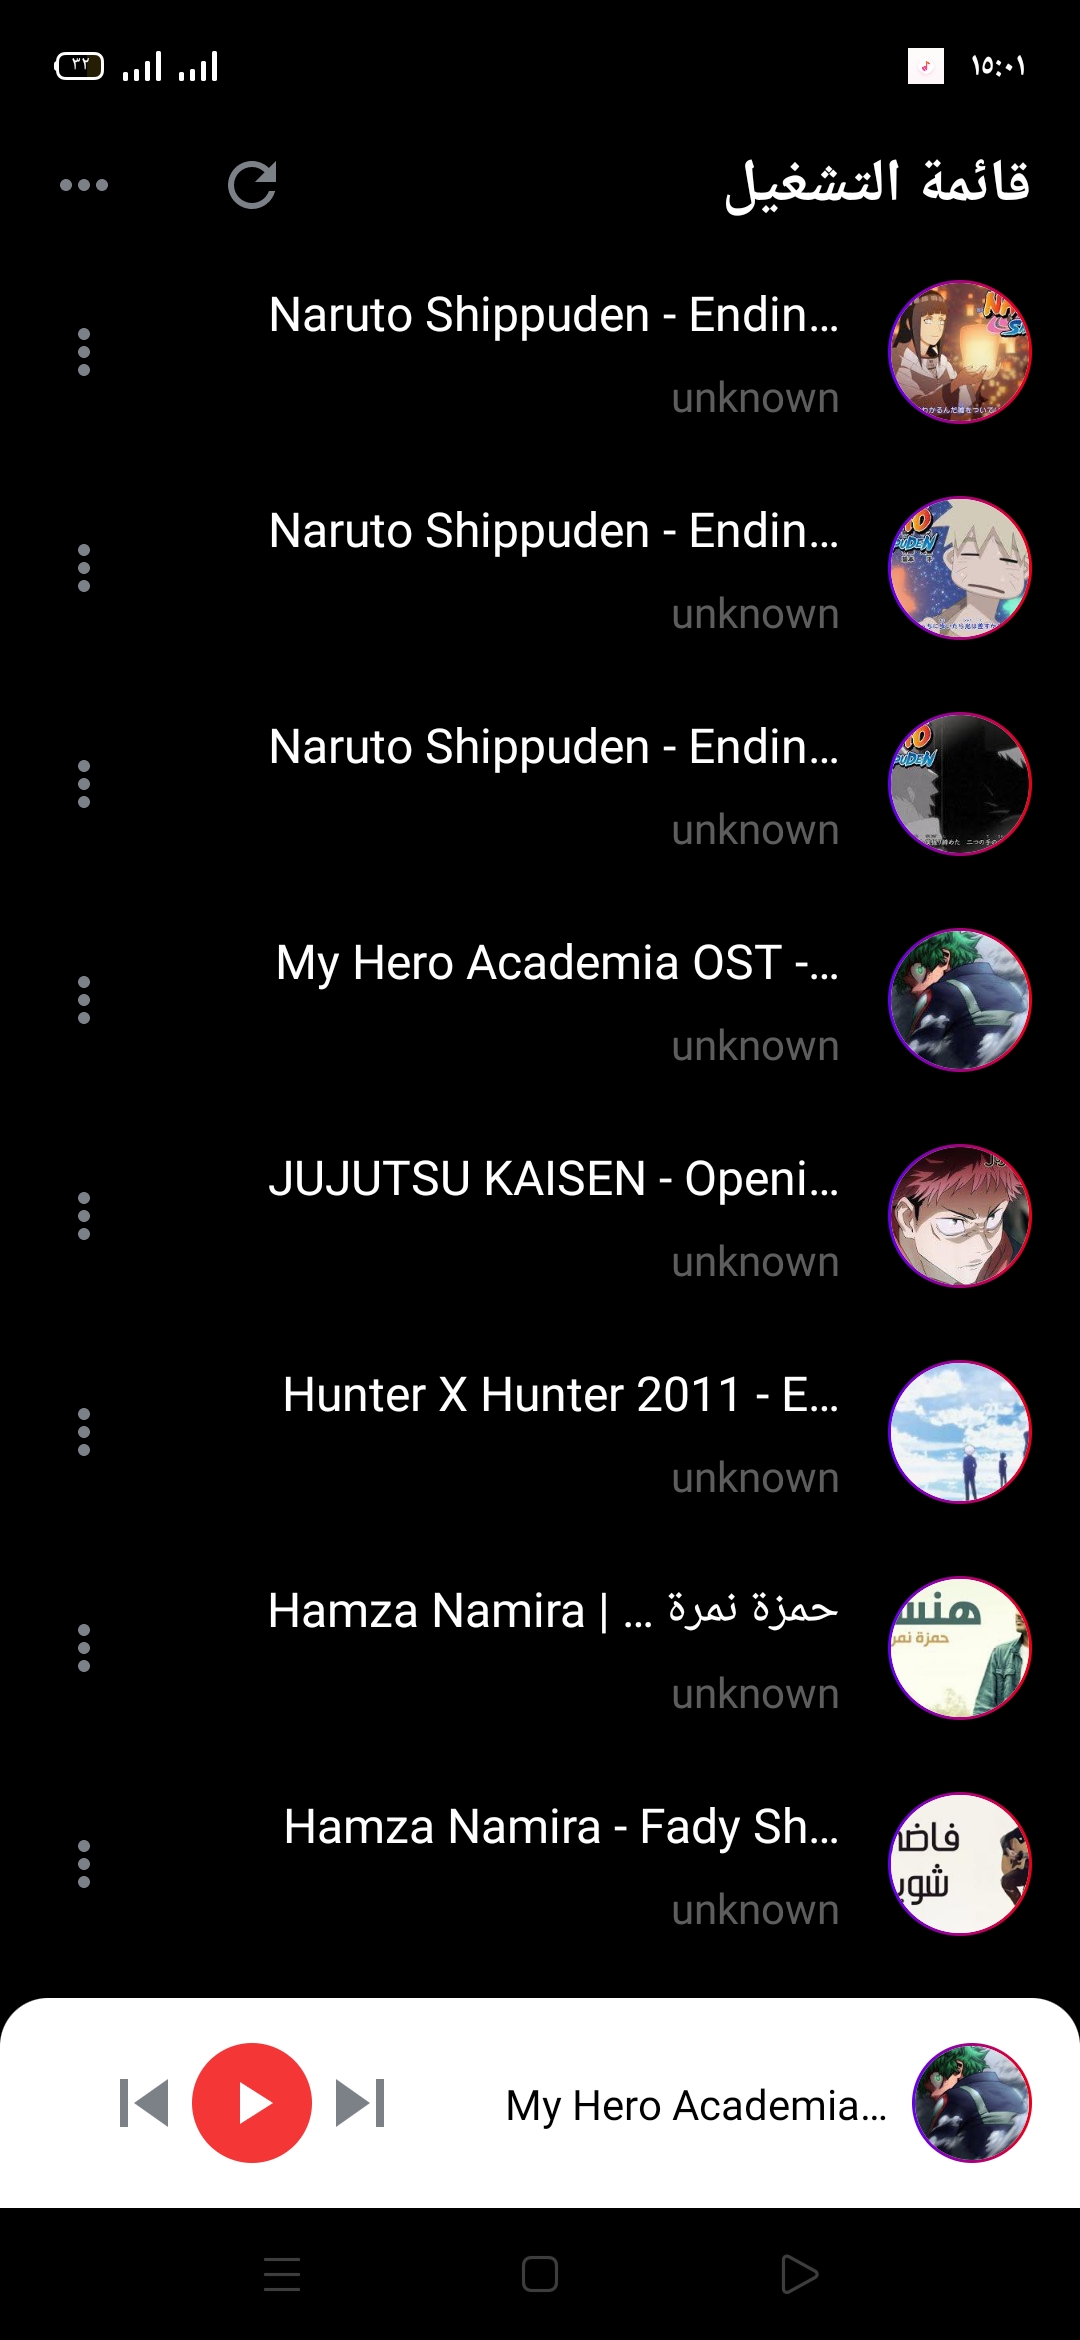 ١٥:٠١
٣٢
قائمة التشغيل
Naruto Shippuden - Endin...
unknown
Naruto Shippuden - Endin...
unknown
Naruto Shippuden - Endin...
unknown
My Hero Academia OST -...
unknown
JUJUTSU KAISEN - Openi...
unknown
Hunter X Hunter 2011 - E...
unknown
Hamza Namira | ... حمزة نمرة
unknown
Hamza Namira - Fady Sh...
unknown
My Hero Academia...